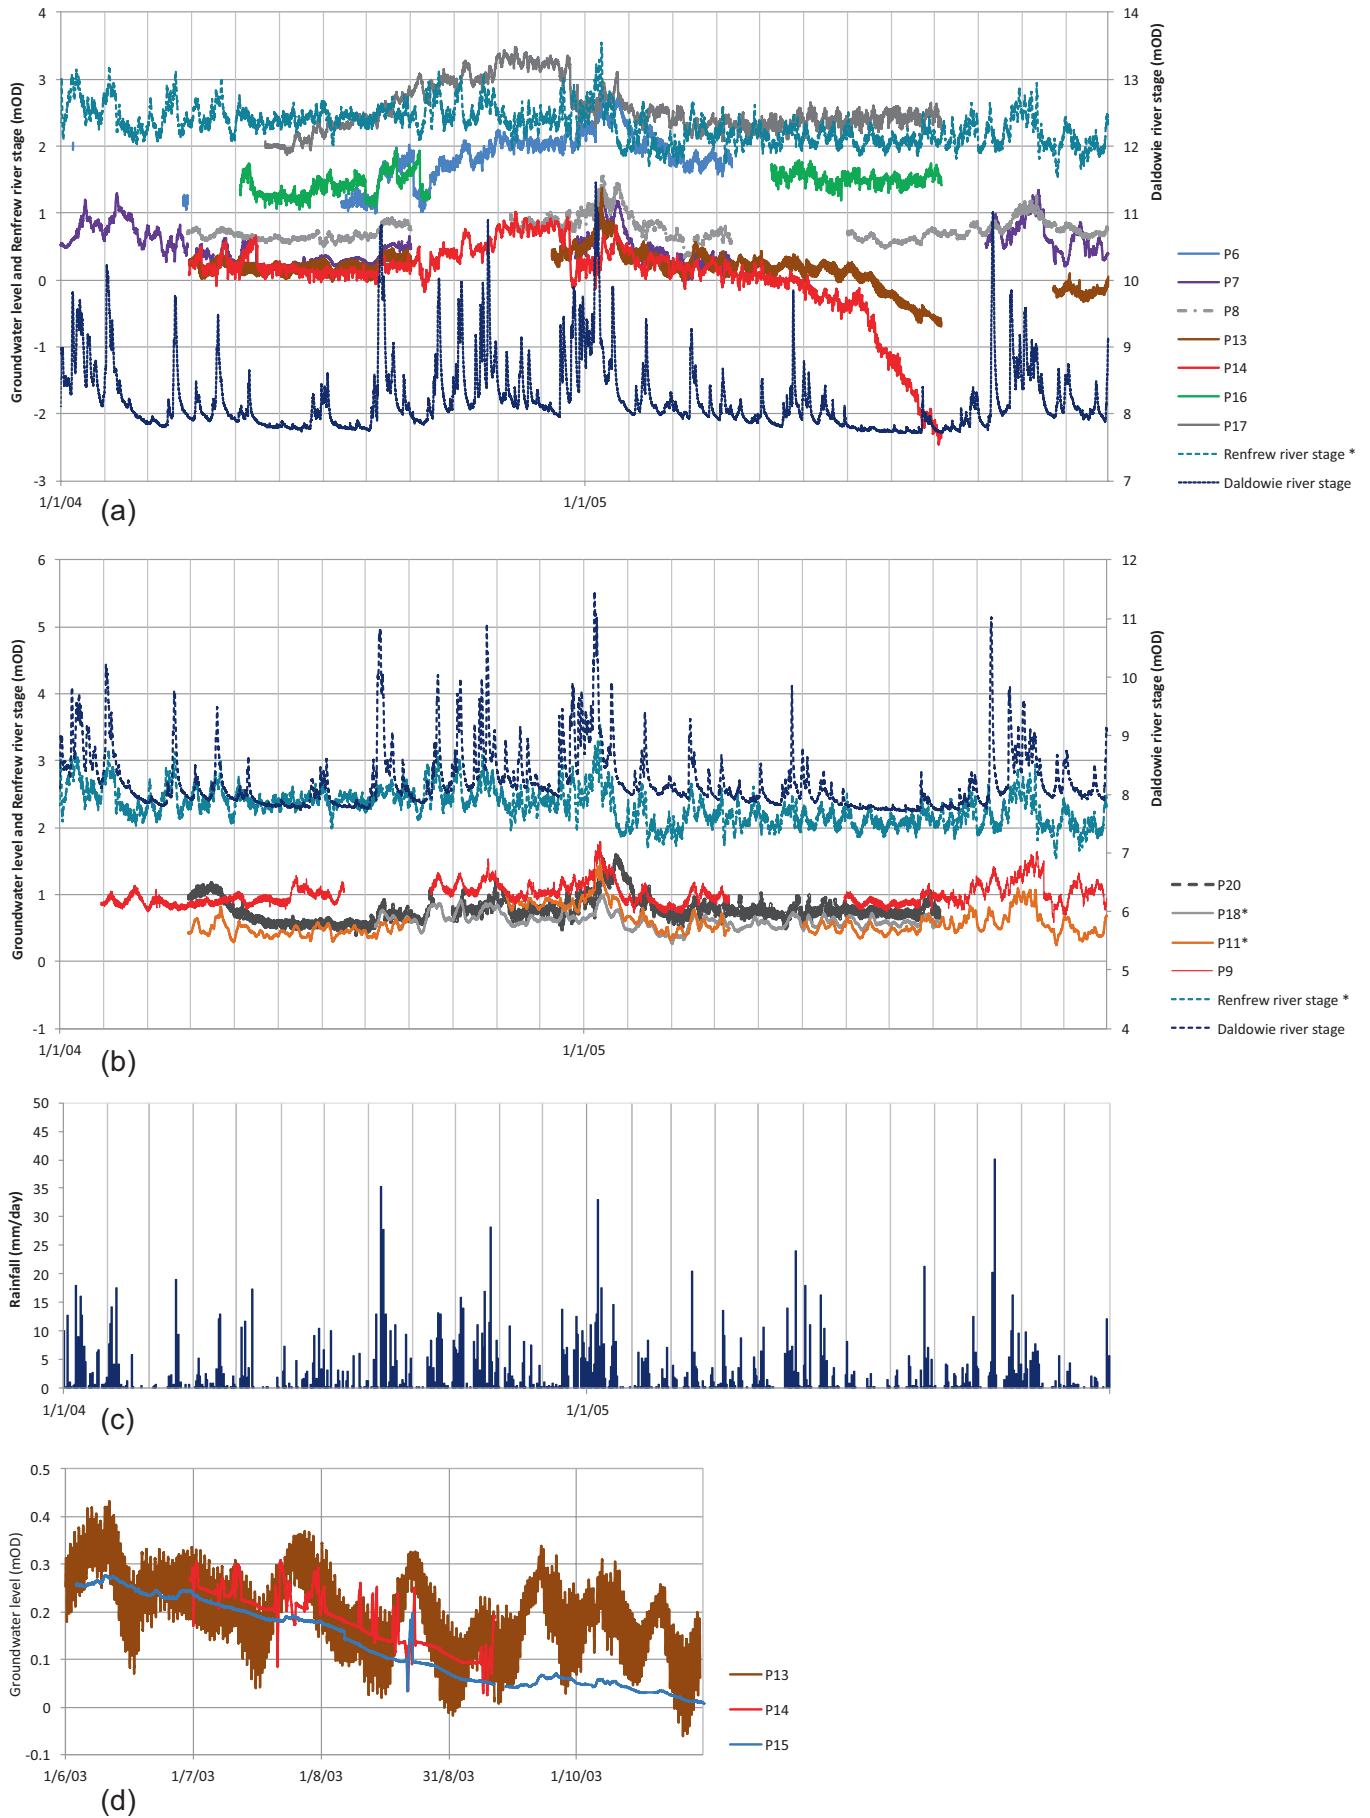 4
3
2
1
0
-1
-2
-3
Groundwater level and Renfrew river stage (mOD)
14
13
12
11
10
9
8
7
Daldowie river stage (mOD)
1/1/04
1/1/05
P6
P7
P8
P13
P14
P16
P17
Renfrew river stage *
Daldowie river stage
(a)
6
5
4
3
2
1
0
-1
Groundwater level and Renfrew river stage (mOD)
12
11
10
9
8
7
6
5
4
Daldowie river stage (mOD)
1/1/04
1/1/05
P20
P18*
P11*
P9
Renfrew river stage *
Daldowie river stage
(b)
50
45
40
35
30
25
20
15
10
5
0
Rainfall (mm/day)
1/1/04
1/1/05
(c)
0.5
0.4
0.3
0.2
0.1
0
-0.1
Groundwater level (mOD)
1/6/03
1/7/03
1/8/03
31/8/03
1/10/03
P13
P14
P15
(d)